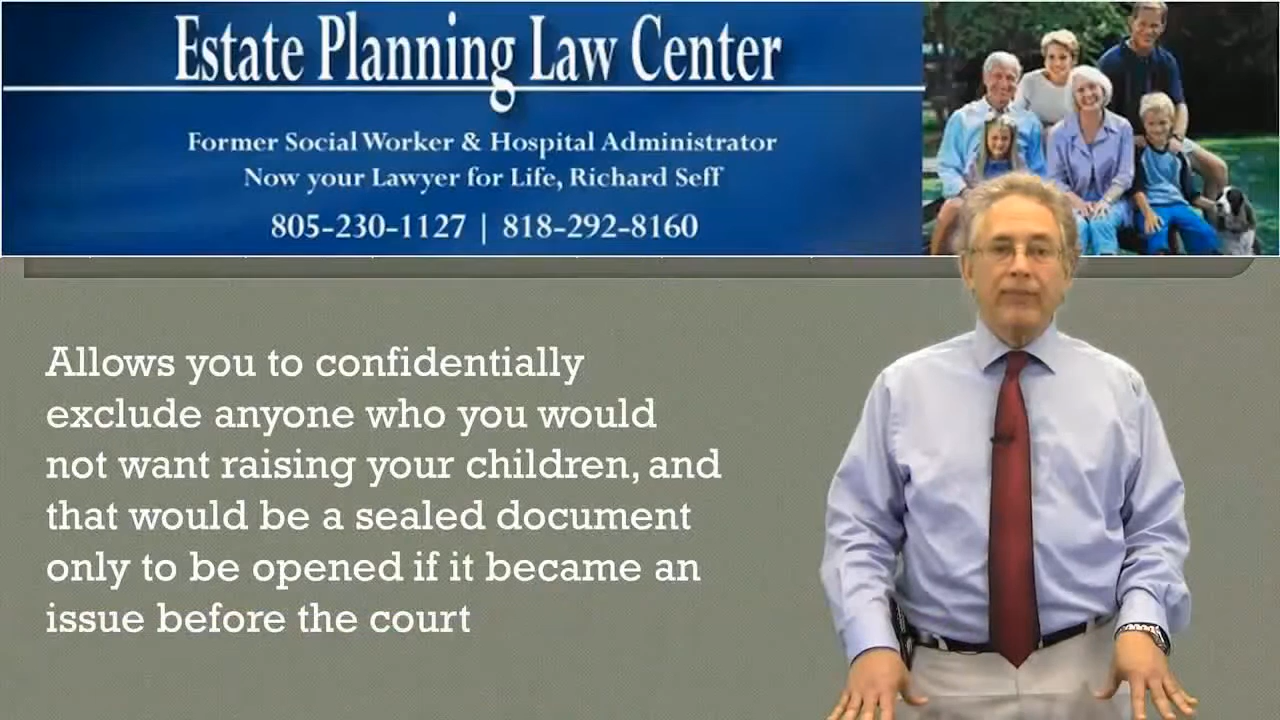 Estate Planning Law Center
Former Social Worker & Hospital Administrator
Now your Lawyer for Life, Richard Seff
805-230-1127 | 818-292-8160
Allows you to confidentially
exclude anyone who you would
not want raising your children, and
that would be a sealed document
only to be opened if it became an
issue before the court